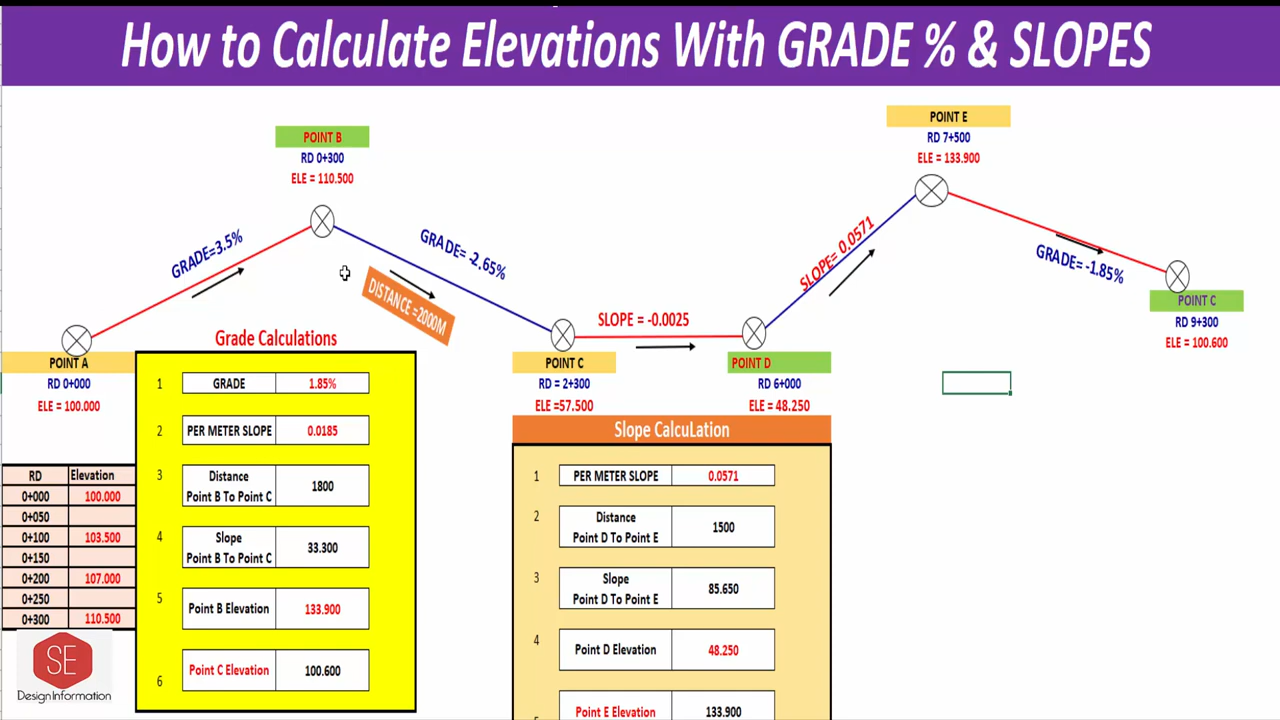 How to Calculate Elevations With GRADE % & SLOPES
POINT B
RD 0+300
ELE = 110.500
POINT E
RD 7+500
ELE = 133.900
GRADE=3.5%
GRADE= -2.65%
DISTANCE =2000M
SLOPE = -0.0025
SLOPE= 0.0571
GRADE= -1.85%
POINT A
RD 0+000
ELE = 100.000
POINT C
RD = 2+300
ELE =57.500
POINT D
RD 6+000
ELE = 48.250
POINT C
RD 9+300
ELE = 100.600
RD Elevation
0+000 100.000
0+050
0+100 103.500
0+150
0+200 107.000
0+250
0+300 110.500
SE
Design Information
Grade Calculations
1 GRADE 1.85%
2 PER METER SLOPE 0.0185
3 Distance
Point B To Point C 1800
4 Slope
Point B To Point C 33.300
5 Point B Elevation 133.900
6 Point C Elevation 100.600
Slope CalcuLation
1 PER METER SLOPE 0.0571
2 Distance
Point D To Point E 1500
3 Slope
Point D To Point E 85.650
4 Point D Elevation 48.250
Point E Elevation 133.900